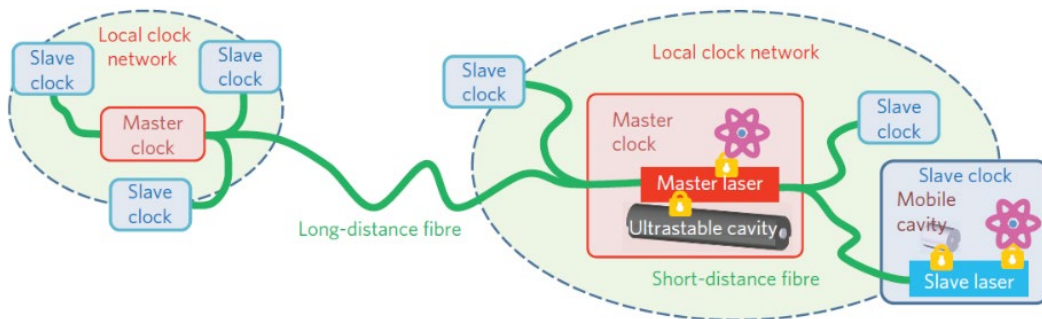 Slave
clock
Local clock
network
Slave
clock
Master
clock
Slave
clock
Long-distance fibre
Slave
clock
Local clock network
Master
clock
Master laser
Ultrastable cavity
Short-distance fibre
Slave
clock
Slave clock
Mobile
cavity
Slave laser